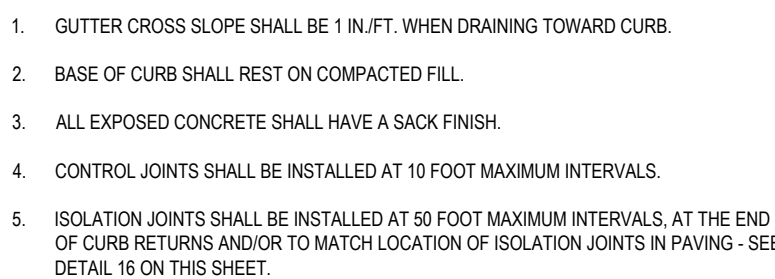 1. GUTTER CROSS SLOPE SHALL BE 1 IN./FT. WHEN DRAINING TOWARD CURB.
2. BASE OF CURB SHALL REST ON COMPACTED FILL.
3. ALL EXPOSED CONCRETE SHALL HAVE A SACK FINISH.
4. CONTROL JOINTS SHALL BE INSTALLED AT 10 FOOT MAXIMUM INTERVALS.
5. ISOLATION JOINTS SHALL BE INSTALLED AT 50 FOOT MAXIMUM INTERVALS, AT THE END
OF CURB RETURNS AND/OR TO MATCH LOCATION OF ISOLATION JOINTS IN PAVING - SEE
DETAIL 16 ON THIS SHEET.